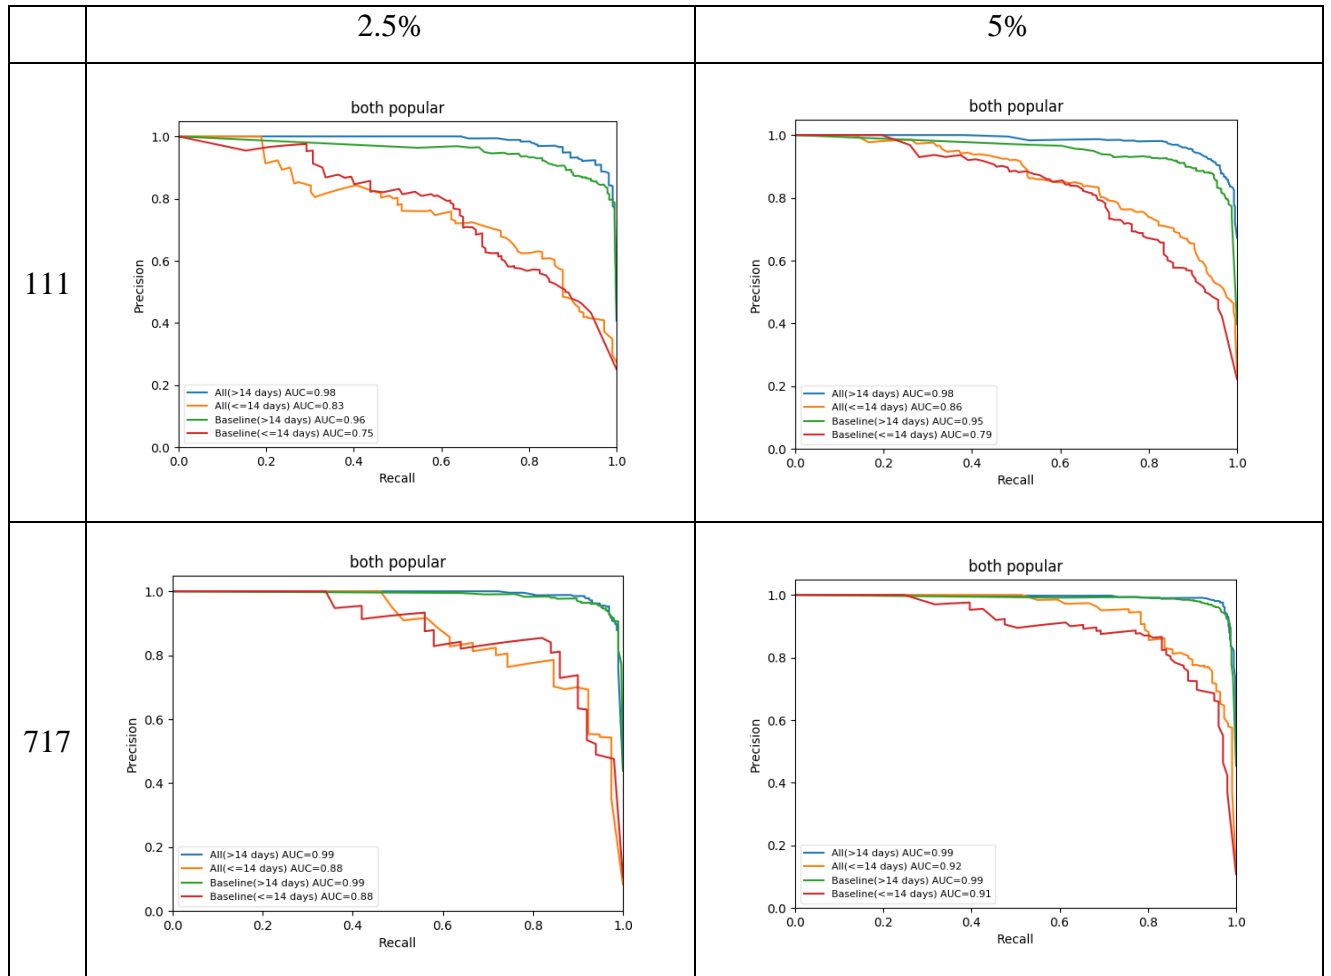 2.5%
5%
111
both popular
1.0
0.8
0.6
0.4
0.2
0.0
Precision
All(>14 days) AUC=0.98
All(<=14 days) AUC=0.83
Baseline(>14 days) AUC=0.96
Baseline(<=14 days) AUC=0.75
0.0 0.2 0.4 0.6 0.8 1.0
Recall
both popular
1.0
0.8
0.6
0.4
0.2
0.0
Precision
All(>14 days) AUC=0.98
All(<=14 days) AUC=0.86
Baseline(>14 days) AUC=0.95
Baseline(<=14 days) AUC=0.79
0.0 0.2 0.4 0.6 0.8 1.0
Recall
717
both popular
1.0
0.8
0.6
0.4
0.2
0.0
Precision
All(>14 days) AUC=0.99
All(<=14 days) AUC=0.88
Baseline(>14 days) AUC=0.99
Baseline(<=14 days) AUC=0.88
0.0 0.2 0.4 0.6 0.8 1.0
Recall
both popular
1.0
0.8
0.6
0.4
0.2
0.0
Precision
All(>14 days) AUC=0.99
All(<=14 days) AUC=0.92
Baseline(>14 days) AUC=0.99
Baseline(<=14 days) AUC=0.91
0.0 0.2 0.4 0.6 0.8 1.0
Recall